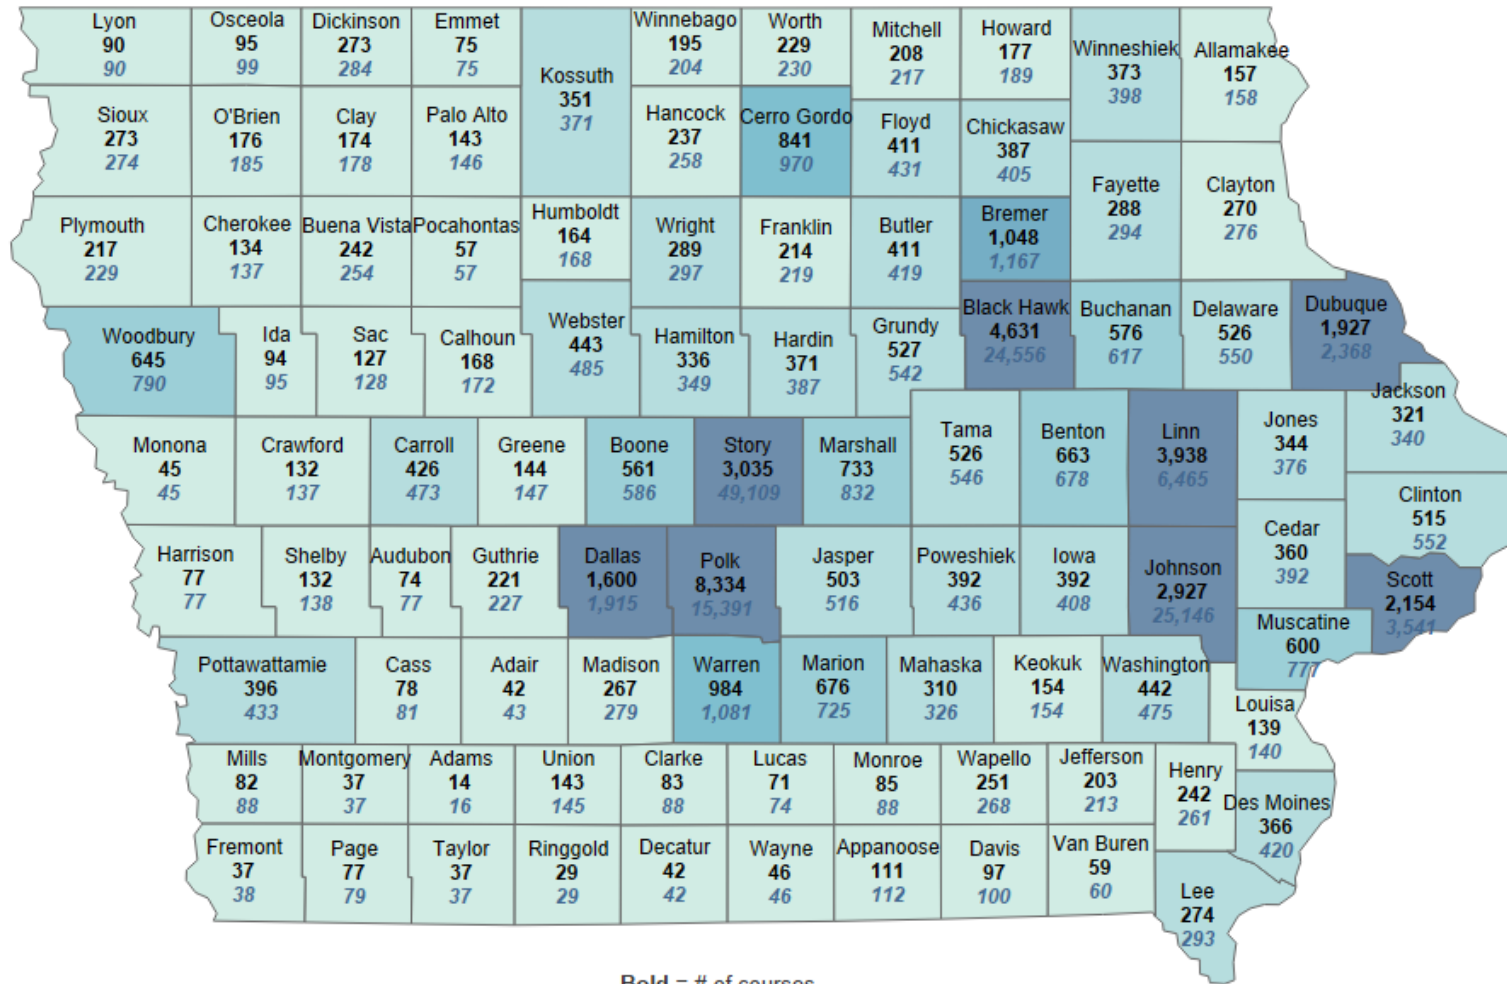 Lyon
90
90
Osceola
95
99
Dickinson
273
284
Emmet
75
75
Kossuth
351
371
Winnebago
195
204
Worth
229
230
Mitchell
208
217
Howard
177
189
Winneshiek
373
398
Allamakee
157
158
Sioux
273
274
O'Brien
176
185
Clay
174
178
Palo Alto
143
146
Hancock
237
258
Cerro Gordo
841
970
Floyd
411
431
Chickasaw
387
405
Fayette
288
294
Clayton
270
276
Plymouth
217
229
Cherokee
134
137
Buena Vista
242
254
Pocahontas
57
57
Humboldt
164
168
Wright
289
297
Franklin
214
219
Butler
411
419
Bremer
1,048
1,167
Woodbury
645
790
Ida
94
95
Sac
127
128
Calhoun
168
172
Webster
443
485
Hamilton
336
349
Hardin
371
387
Grundy
527
542
Black Hawk
4,631
24,556
Buchanan
576
617
Delaware
526
550
Dubuque
1,927
2,368
Monona
45
45
Crawford
132
137
Carroll
426
473
Greene
144
147
Boone
561
586
Story
3,035
49,109
Marshall
733
832
Tama
526
546
Benton
663
678
Linn
3,938
6,465
Jones
344
376
Jackson
321
340
Clinton
515
552
Harrison
77
77
Shelby
132
138
Audubon
74
77
Guthrie
221
227
Dallas
1,600
1,915
Polk
8,334
15,391
Jasper
503
516
Poweshiek
392
436
Iowa
392
408
Johnson
2,927
25,146
Cedar
360
392
Scott
2,154
3,541
Muscatine
600
777
Pottawattamie
396
433
Cass
78
81
Adair
42
43
Madison
267
279
Warren
984
1,081
Marion
676
725
Mahaska
310
326
Keokuk
154
154
Washington
442
475
Louisa
139
140
Mills
82
88
Montgomery
37
37
Adams
14
16
Union
143
145
Clarke
83
88
Lucas
71
74
Monroe
85
88
Wapello
251
268
Jefferson
203
213
Henry
242
261
Des Moines
366
420
Fremont
37
38
Page
77
79
Taylor
37
37
Ringgold
29
29
Decatur
42
42
Wayne
46
46
Appanoose
111
112
Davis
97
100
Van Buren
59
60
Lee
274
293
Bold = # of courses